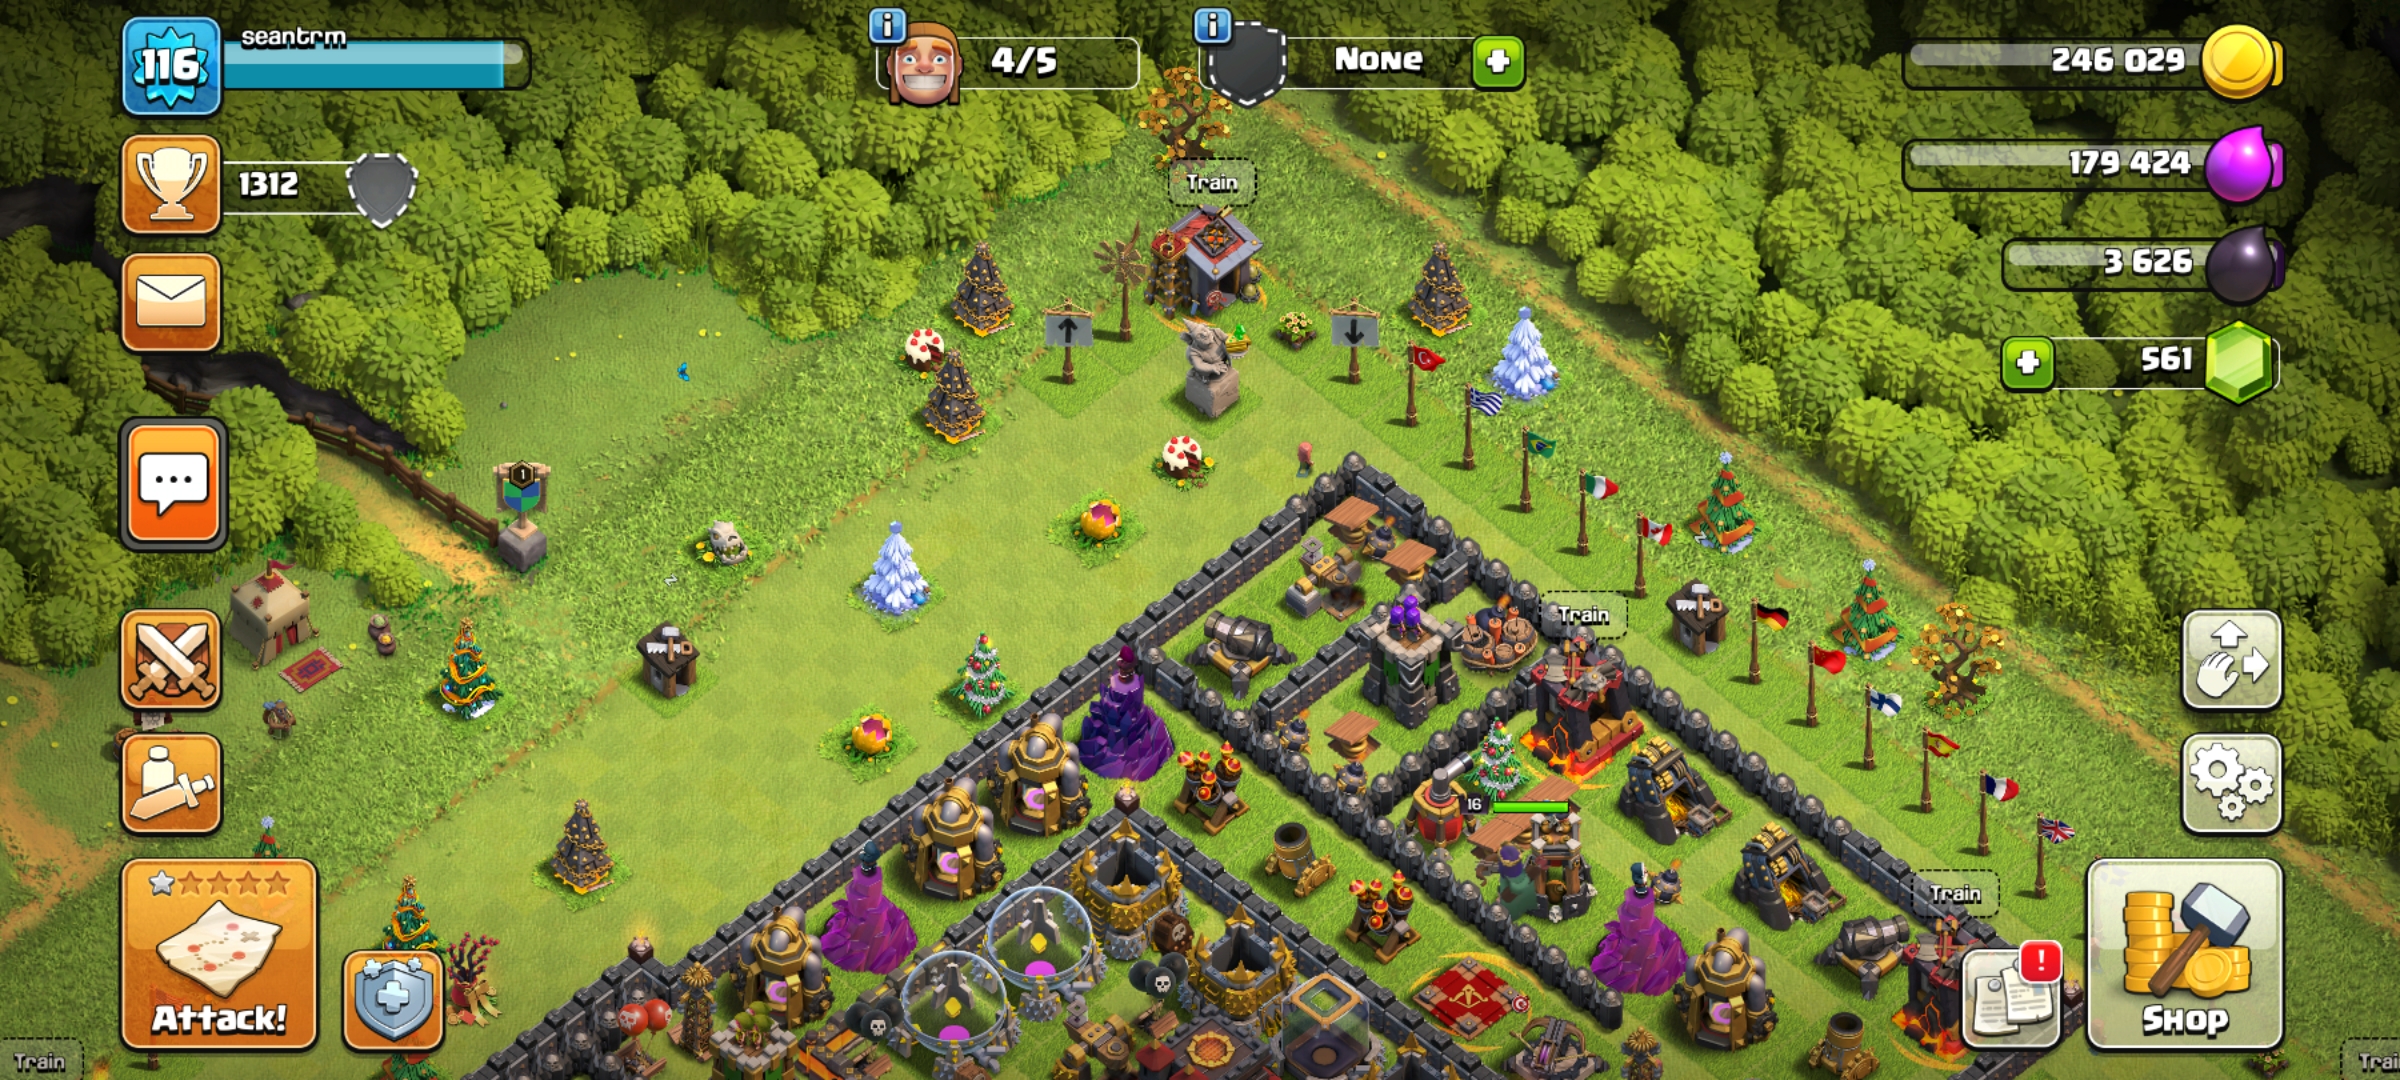 116
seantrm
4/5
None
246 029
1312
179 424
3 626
561
Train
1
Train
16
Train
Attack!
Shop
Train
Trai